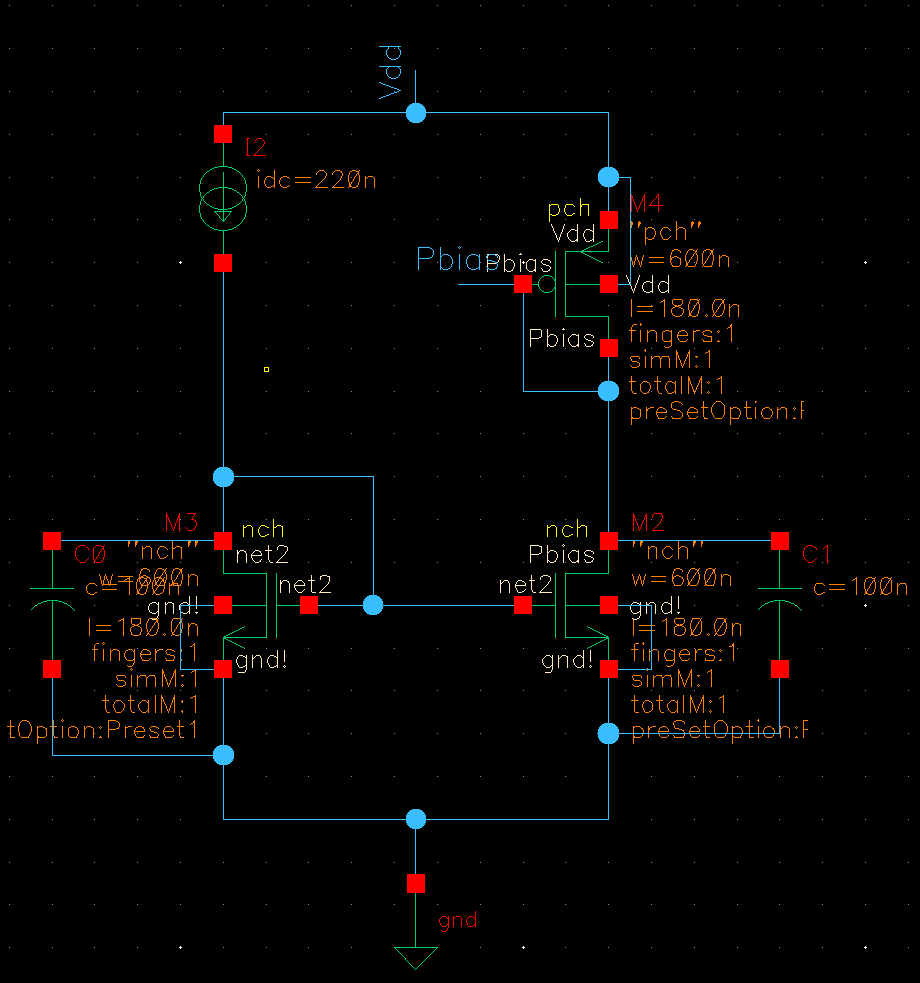 Vdd
I2
idc=220n
pch
M4
Vdd
"pch"
w=600n
Pbias
Pbias
Vdd
l=180.0n
Pbias
fingers:1
simM:1
totalM:1
preSetOption:P
M3
nch
nch
M2
C0
"nch"
net2
Pbias
"nch"
C1
w=600n
c=100n
net2
net2
w=600n
c=100n
gnd!
gnd!
l=180.0n
l=180.0n
fingers:1
gnd!
gnd!
fingers:1
simM:1
simM:1
totalM:1
totalM:1
tOption:Preset1
preSetOption:P
gnd